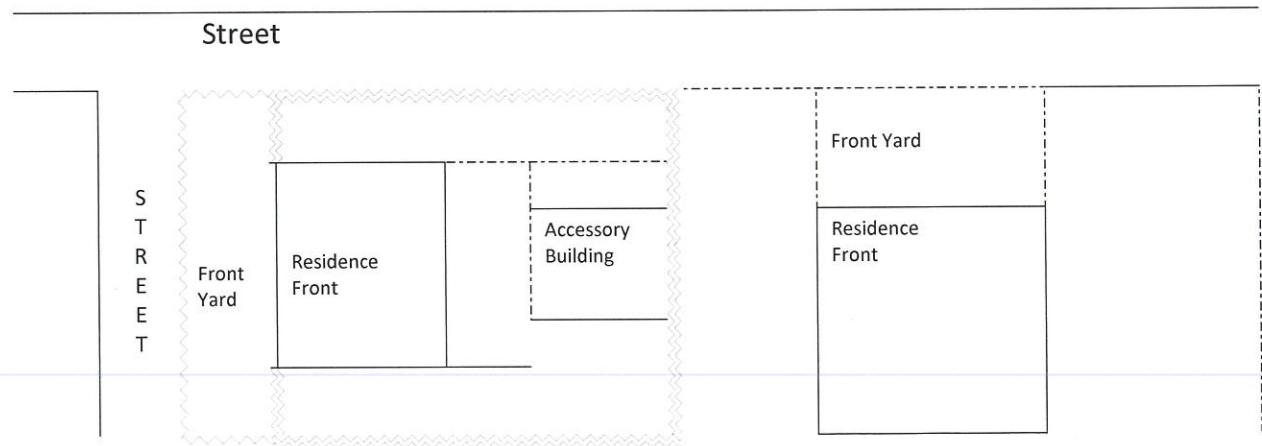 Street
S
T
R
E
E
T
Front
Yard
Residence
Front
Accessory
Building
Front Yard
Residence
Front